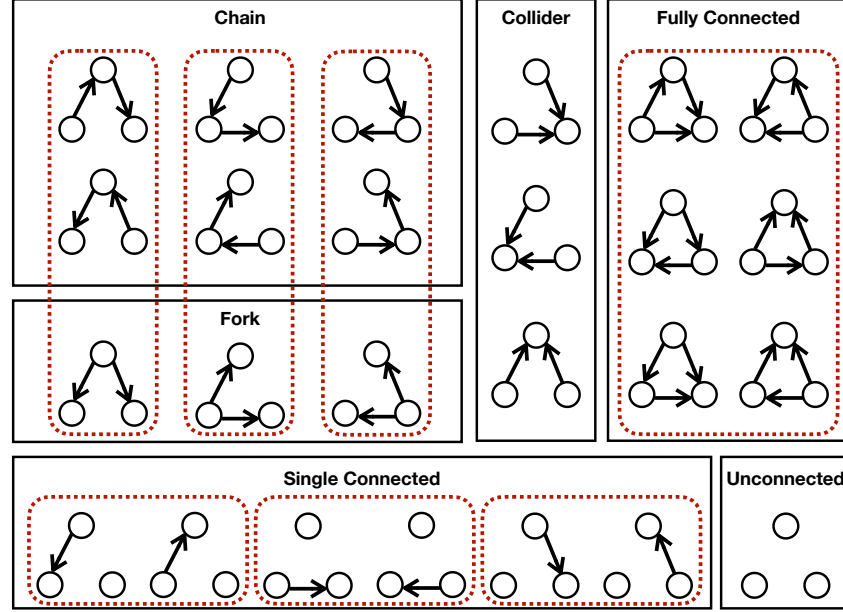 Chain
Collider
Fully Connected
Fork
Single Connected
Unconnected